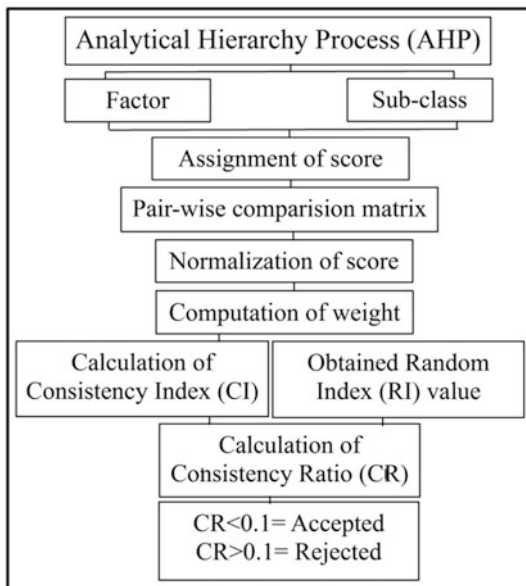 Analytical Hierarchy Process (AHP)
Factor
Sub-class
Assignment of score
Pair-wise comparision matrix
Normalization of score
Computation of weight
Calculation of
Consistency Index (CI)
Obtained Random
Index (RI) value
Calculation of
Consistency Ratio (CR)
CR<0.1= Accepted
CR>0.1= Rejected